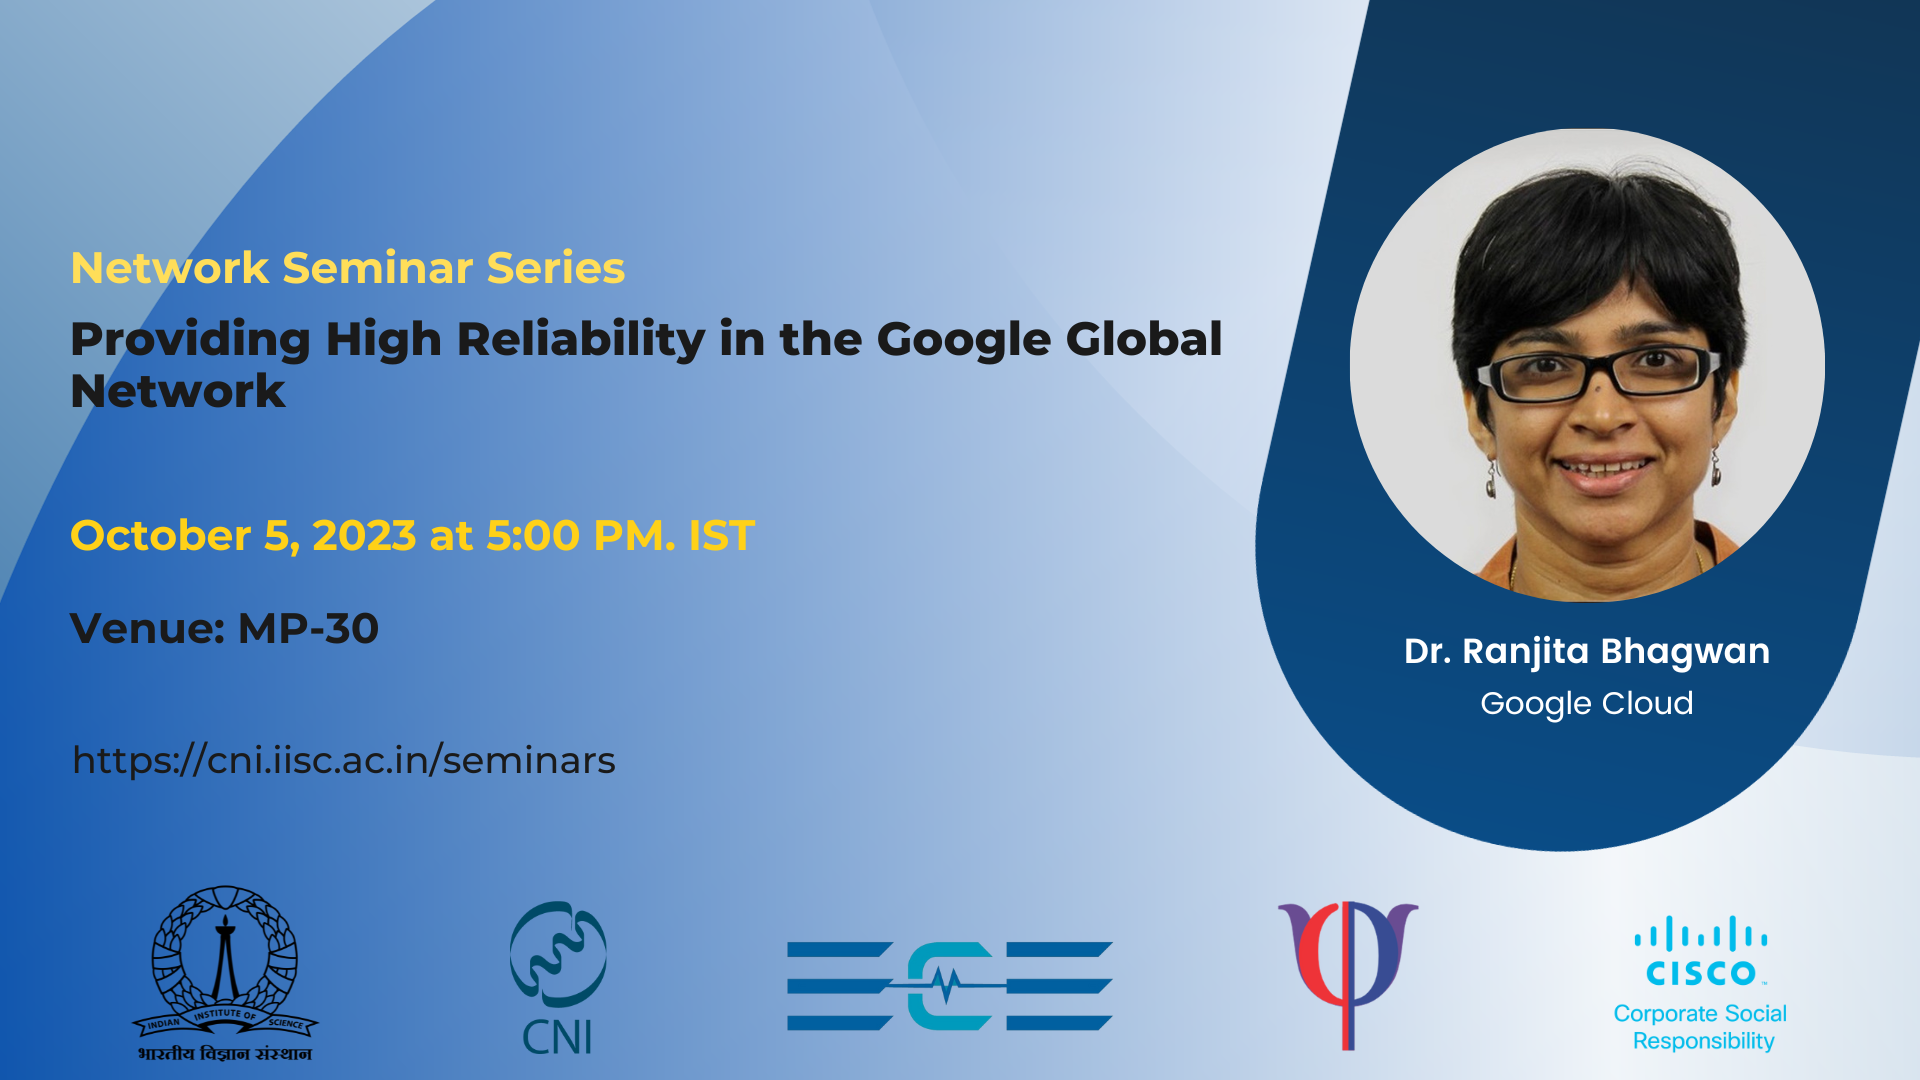 Network Seminar Series
Providing High Reliability in the Google Global
Network
October 5, 2023 at 5:00 PM. IST
Venue: MP-30
https://cni.iisc.ac.in/seminars
Dr. Ranjita Bhagwan
Google Cloud
INDIAN INSTITUTE OF SCIENCE
भारतीय विज्ञान संस्थान
CNI
ECE
CISCO
Corporate Social
Responsibility